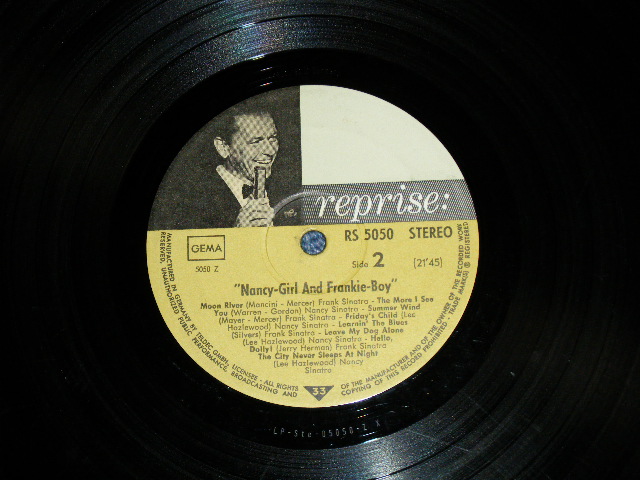 reprise:
RS 5050 STEREO
GEMA
5050 Z
Side 2
(21'45)
"Nancy-Girl And Frankie-Boy"
Moon River (Mancini - Mercer) Frank Sinatra - The More I See
You (Warren - Gordon) Nancy Sinatra - Summer Wind
(Mayer - Mercer) Frank Sinatra - Friday's Child (Lee
Hazlewood) Nancy Sinatra - Learnin' The Blues
(Silvers) Frank Sinatra - Leave My Dog Alone
(Lee Hazlewood) Nancy Sinatra - Hello,
Dolly! (Jerry Herman) Frank Sinatra
The City Never Sleeps At Night
(Lee Hazlewood) Nancy
Sinatra
33
MANUFACTURED IN GERMANY BY TELDEC GMBH, LICENSEE - ALL RIGHTS
RESERVED, UNAUTHORIZED PUBLIC PERFORMANCE, BROADCASTING AND
OF THE MANUFACTURER AND OF THE OWNER OF THE RECORDED WORK
COPYING OF THIS RECORD PROHIBITED - TRADE MARK(S) ® REGISTERED